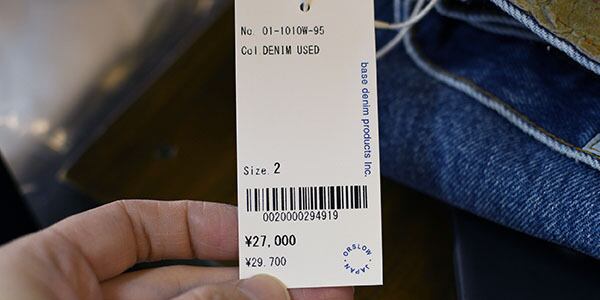 No. 01-1010W-95
Col.DENIM USED
base denim products Inc.
Size. 2
0020000294919
¥27,000
¥29,700
ORSLOW JAPAN